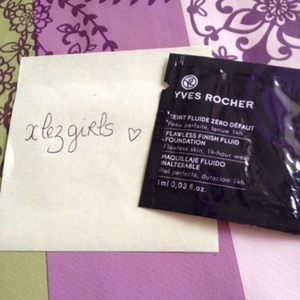 xtezgirls ♡
YVES ROCHER
TEINT FLUIDE ZÉRO DÉFAUT
Peau parfaite, tenue 14h
FLAWLESS FINISH FLUID
FOUNDATION
Flawless skin, 14-hour wear
MAQUILLAJE FLUIDO
INALTERABLE
Piel perfecta, duración 14h
1ml 0,03 fl.oz.